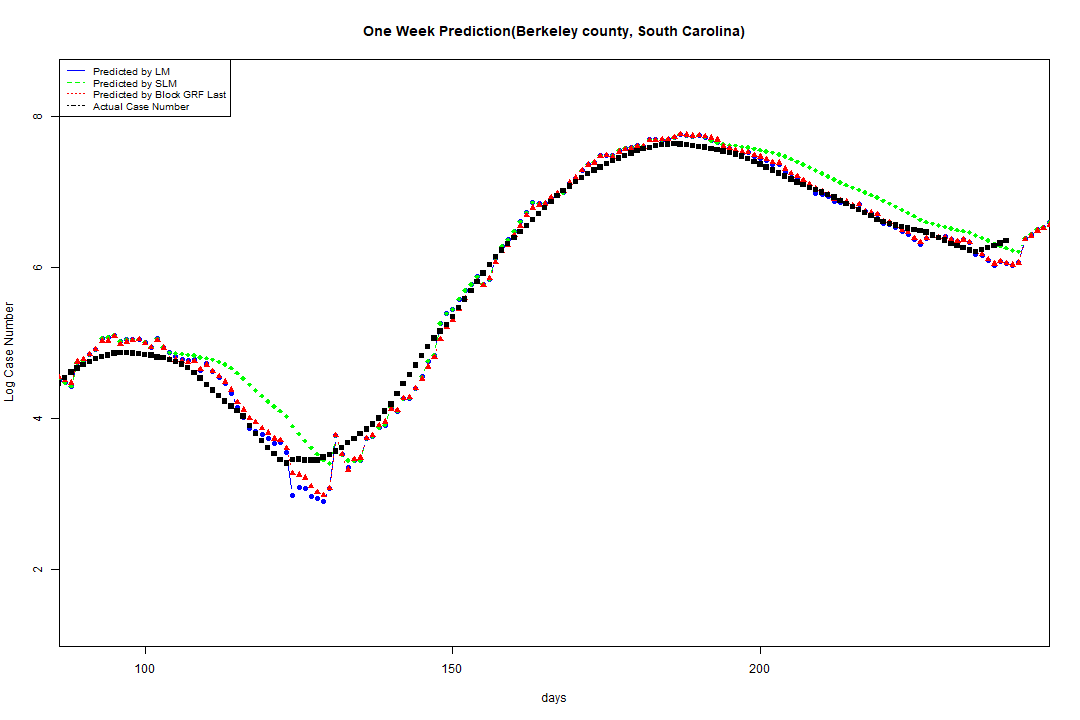 One Week Prediction(Berkeley county, South Carolina)
Predicted by LM
Predicted by SLM
Predicted by Block GRF Last
Actual Case Number
8
6
4
2
Log Case Number
100 150 200
days